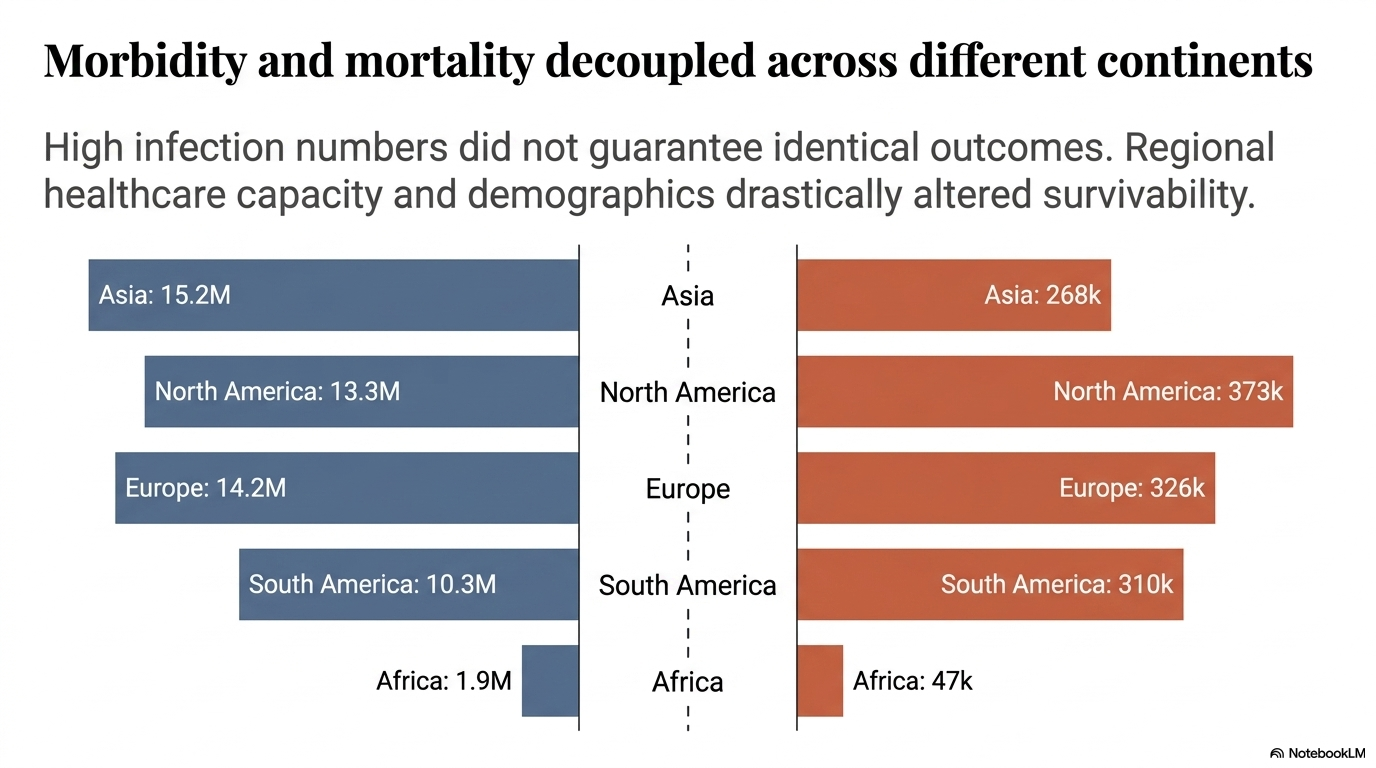 Morbidity and mortality decoupled across different continents
High infection numbers did not guarantee identical outcomes. Regional
healthcare capacity and demographics drastically altered survivability.
Asia: 15.2M
Asia
Asia: 268k
North America: 13.3M
North America
North America: 373k
Europe: 14.2M
Europe
Europe: 326k
South America: 10.3M
South America
South America: 310k
Africa: 1.9M
Africa
Africa: 47k
NotebookLM